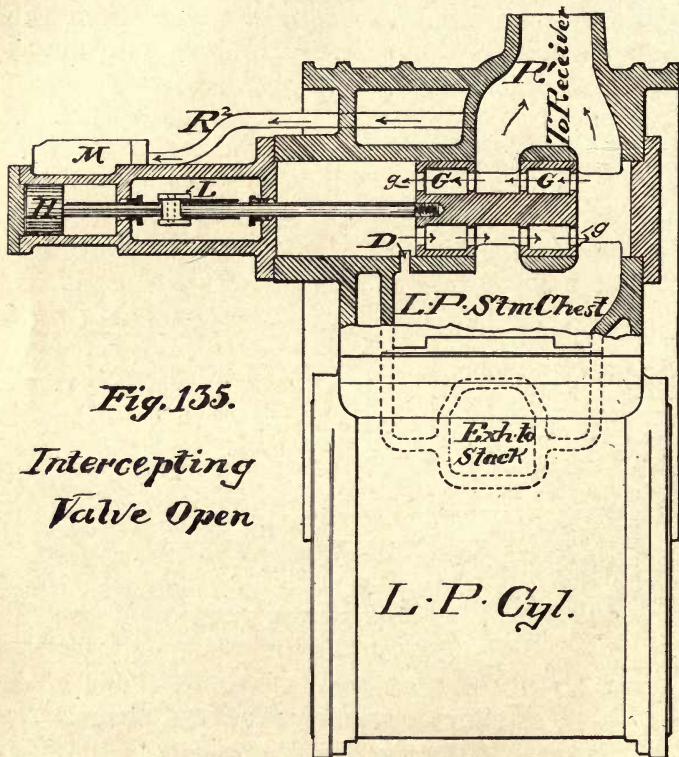 R'
To Receiver
R²
M
H
L
g
G
G
D
g
L. P. Stm Chest
Fig. 135.
Intercepting
Valve Open
Exh. to
Stack
L. P. Cyl.